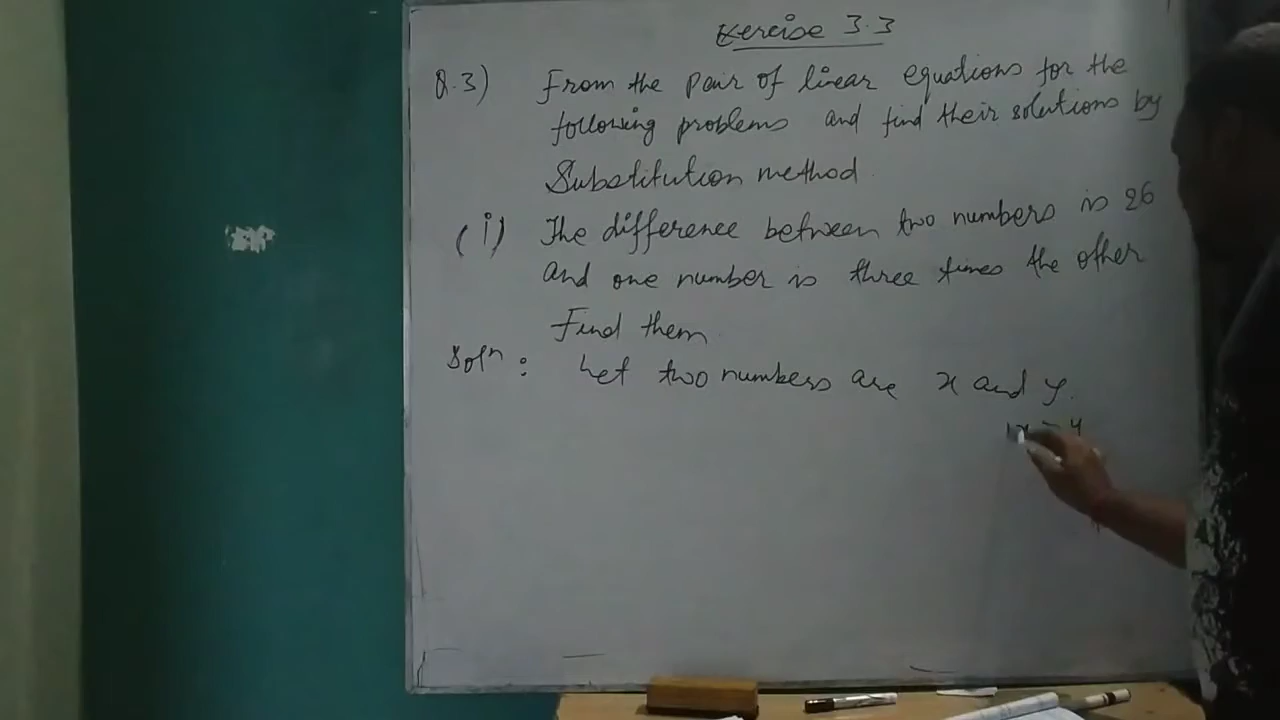 Exercise 3.3
Q.3) From the pair of linear equations for the
following problems and find their solutions by
Substitution method.
(i) The difference between two numbers is 26
and one number is three times the other
Find them.
Solⁿ: Let two numbers are x and y.